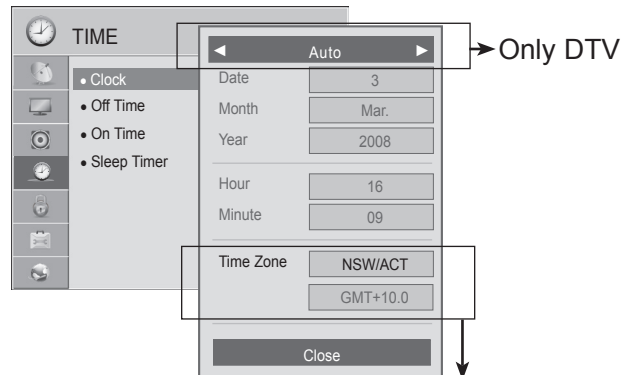 TIME
• Clock
• Off Time
• On Time
• Sleep Timer
◄ Auto ►
Only DTV
Date 3
Month Mar.
Year 2008
Hour 16
Minute 09
Time Zone NSW/ACT
GMT+10.0
Close